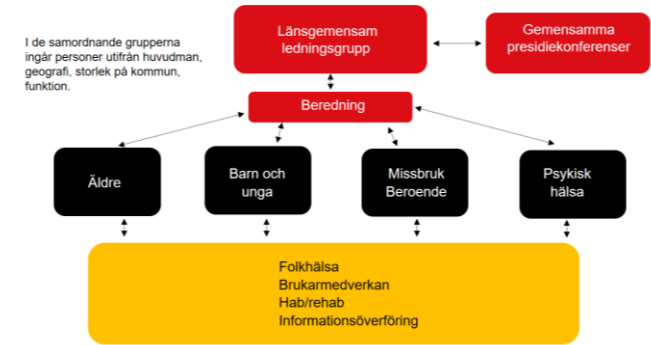 I de samordnande grupperna
ingår personer utifrån huvudman,
geografi, storlek på kommun,
funktion.
Länsgemensam
ledningsgrupp
Gemensamma
presidiekonferenser
Beredning
Äldre
Barn och
unga
Missbruk
Beroende
Psykisk
hälsa
Folkhälsa
Brukarmedverkan
Hab/rehab
Informationsöverföring